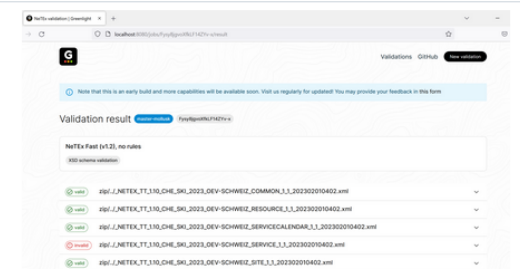 NeTEx validation | Greenlight
Validations GitHub New validation
Note that this is an early build and more capabilities will be available soon. Visit us regularly for updated! You may provide your feedback in this form
Validation result
NeTEx Fast (v1.2), no rules
XSD schema validation
valid zip/../_NETEX_TT_1.10_CHE_SKI_2023_OEV-SCHWEIZ_COMMON_1_1_202302010402.xml
valid zip/../_NETEX_TT_1.10_CHE_SKI_2023_OEV-SCHWEIZ_RESOURCE_1_1_202302010402.xml
valid zip/../_NETEX_TT_1.10_CHE_SKI_2023_OEV-SCHWEIZ_SERVICECALENDAR_1_1_202302010402.xml
invalid zip/../_NETEX_TT_1.10_CHE_SKI_2023_OEV-SCHWEIZ_SERVICE_1_1_202302010402.xml
valid zip/../_NETEX_TT_1.10_CHE_SKI_2023_OEV-SCHWEIZ_SITE_1_1_202302010402.xml